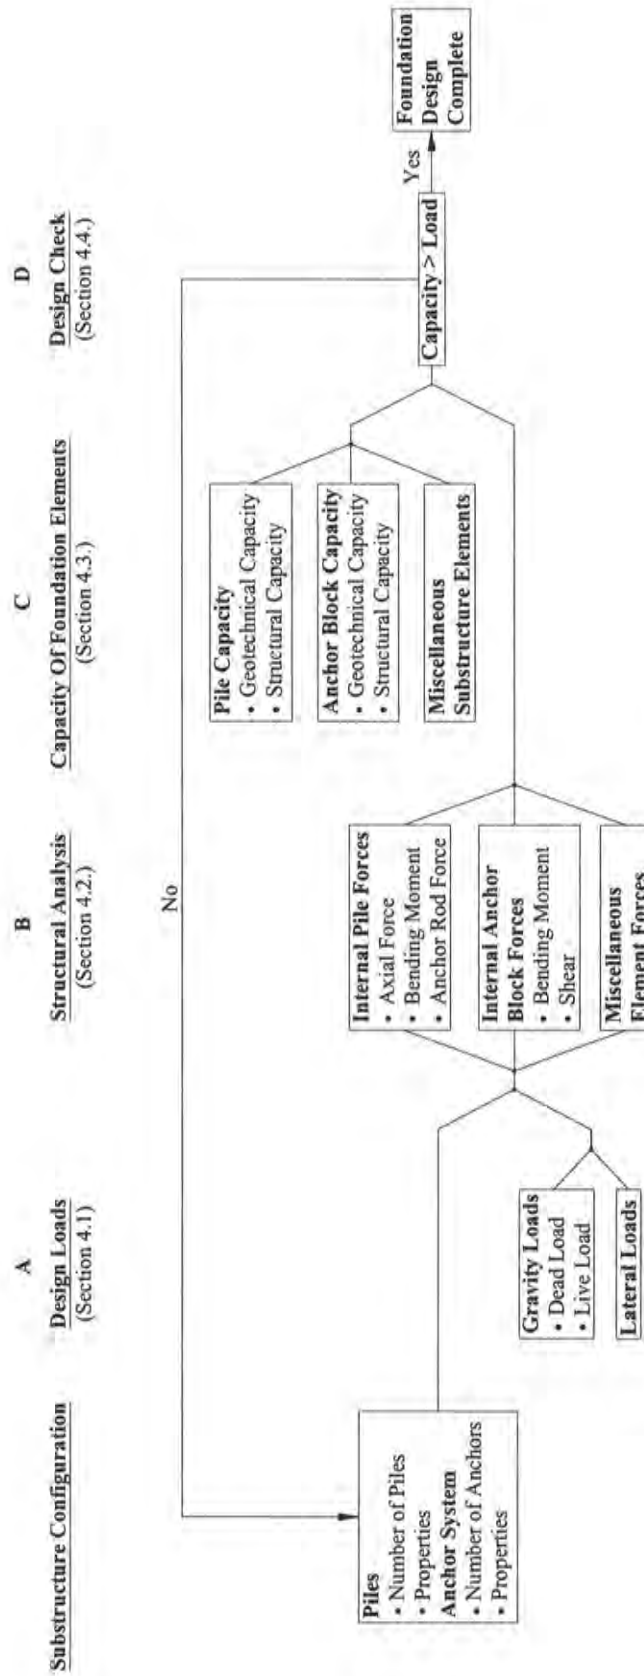 Substructure Configuration
A
Design Loads
(Section 4.1)
B
Structural Analysis
(Section 4.2.)
C
Capacity Of Foundation Elements
(Section 4.3.)
D
Design Check
(Section 4.4.)
No
Piles
• Number of Piles
• Properties
Anchor System
• Number of Anchors
• Properties
Gravity Loads
• Dead Load
• Live Load
Lateral Loads
Internal Pile Forces
• Axial Force
• Bending Moment
• Anchor Rod Force
Internal Anchor
Block Forces
• Bending Moment
• Shear
Miscellaneous
Element Forces
Pile Capacity
• Geotechnical Capacity
• Structural Capacity
Anchor Block Capacity
• Geotechnical Capacity
• Structural Capacity
Miscellaneous
Substructure Elements
Capacity > Load
Yes
Foundation
Design
Complete